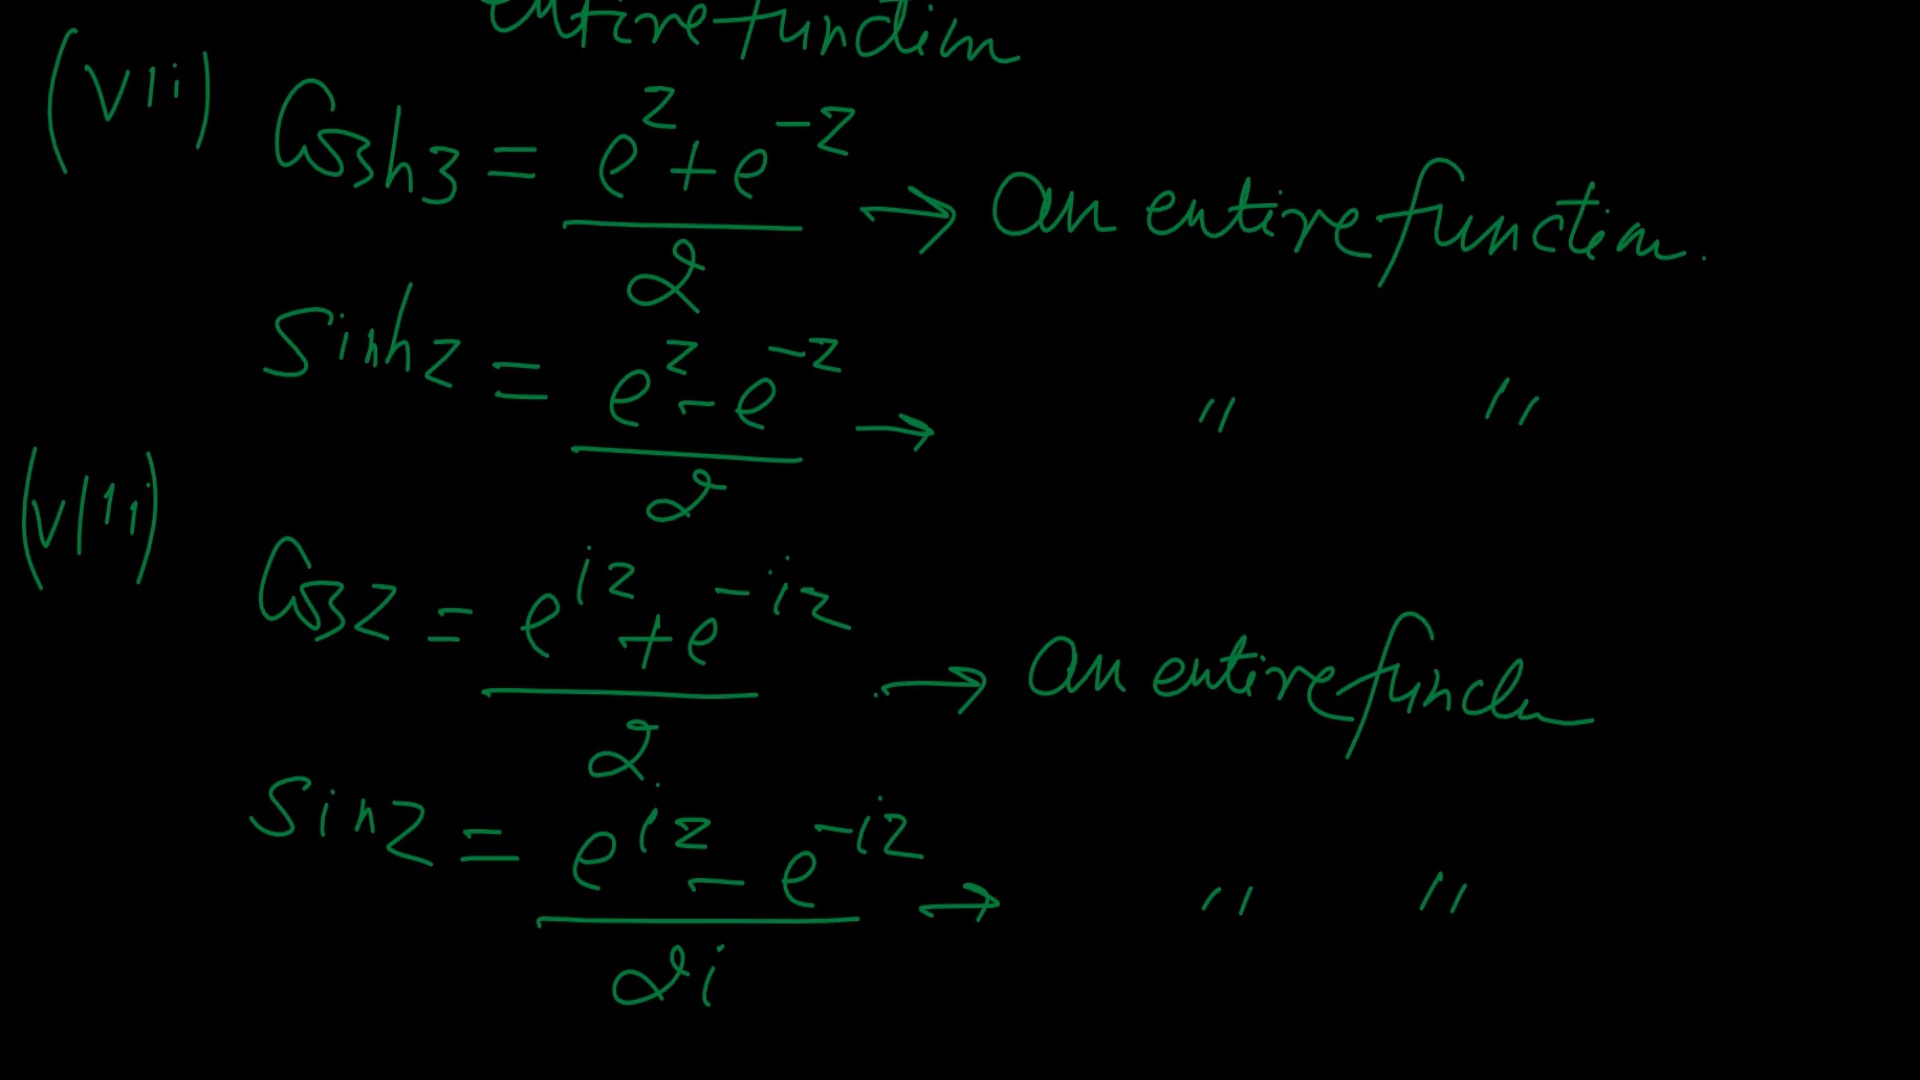 entire function
(vii) Cosh z = e^z + e^-z / 2 → an entire function.
Sinh z = e^z - e^-z / 2 → " "
(viii) Cos z = e^iz + e^-iz / 2 → an entire function
Sin z = e^iz - e^-iz / 2i → " "